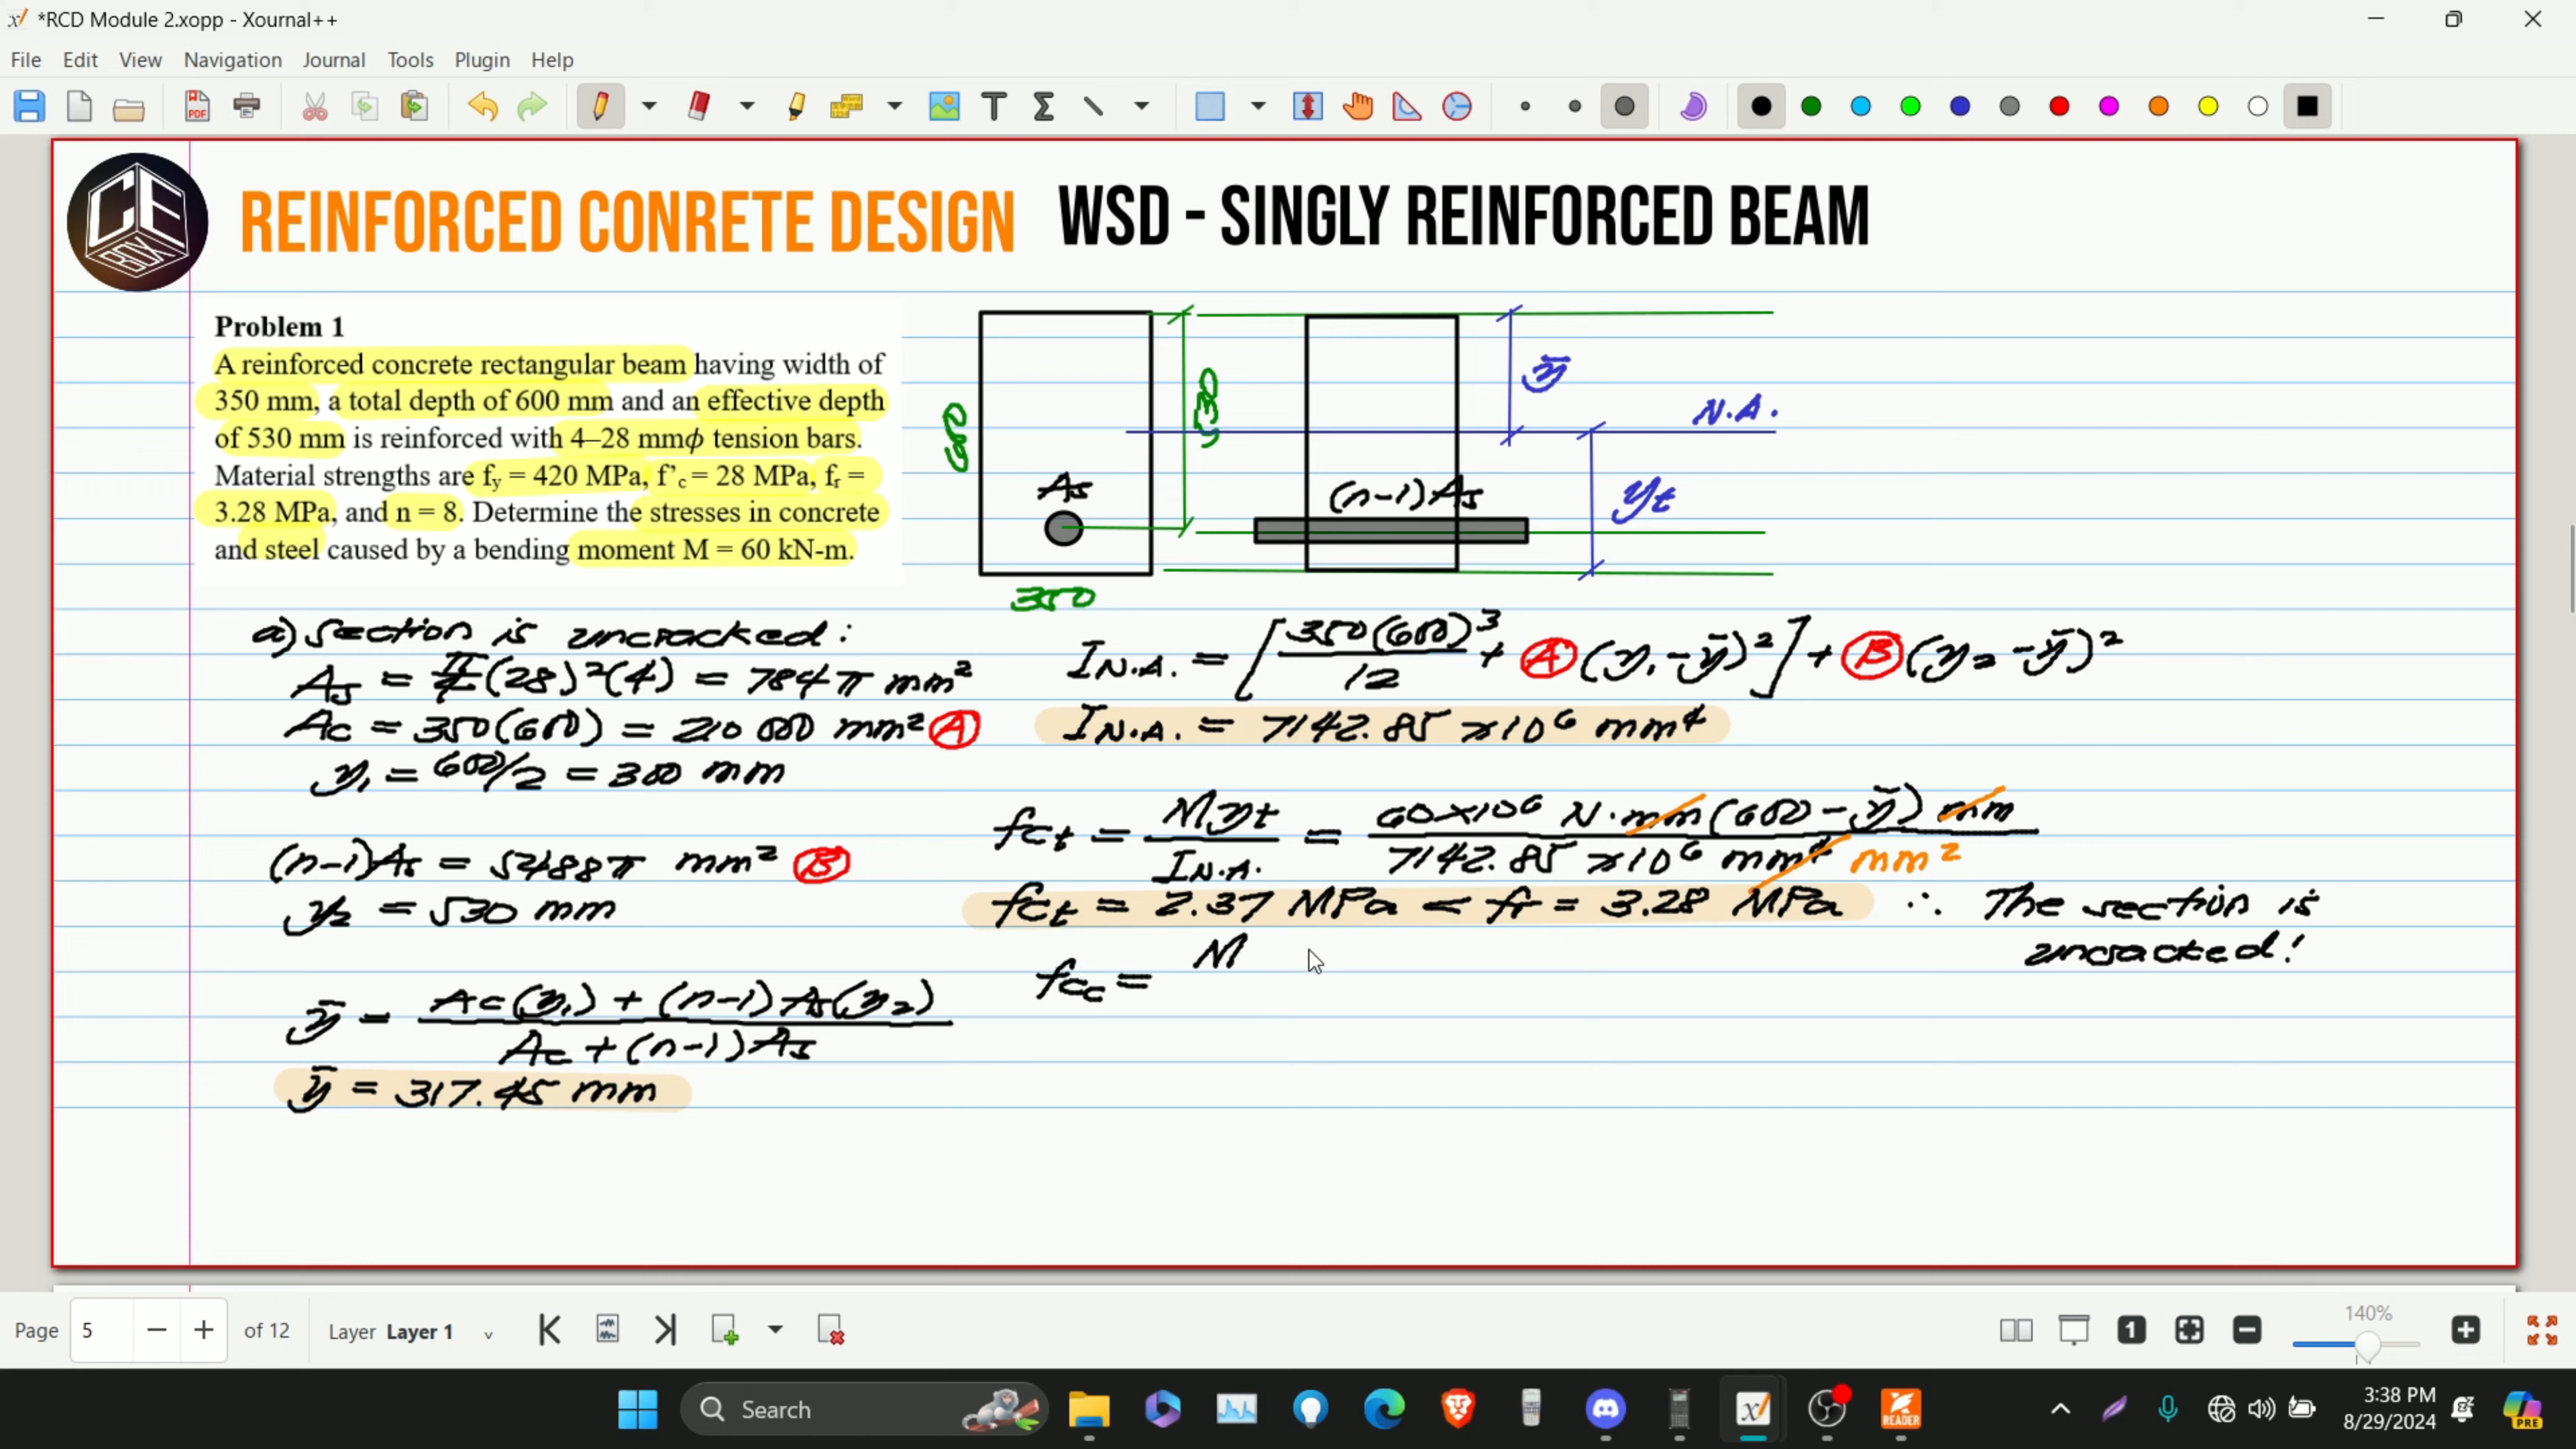 *RCD Module 2.xopp - Xournal++
File Edit View Navigation Journal Tools Plugin Help
CE BOX
REINFORCED CONRETE DESIGN WSD - SINGLY REINFORCED BEAM
Problem 1
A reinforced concrete rectangular beam having width of
350 mm, a total depth of 600 mm and an effective depth
of 530 mm is reinforced with 4–28 mmϕ tension bars.
Material strengths are fy = 420 MPa, f'c = 28 MPa, fr =
3.28 MPa, and n = 8. Determine the stresses in concrete
and steel caused by a bending moment M = 60 kN-m.
600
530
As
350
(n-1)As
ȳ
N.A.
yt
a) Section is uncracked:
As = π/4(28)²(4) = 784π mm²
Ac = 350(600) = 210 000 mm² A
y₁ = 600/2 = 300 mm
(n-1)As = 5488π mm² B
y₂ = 530 mm
ȳ = Ac(y₁) + (n-1)As(y₂) / Ac + (n-1)As
ȳ = 317.45 mm
I N.A. = [350(600)³/12 + A(y₁-ȳ)²] + B(y₂-ȳ)²
I N.A. = 7142.85 x10⁶ mm⁴
fct = Myt / I N.A. = 60x10⁶ N·mm(600-ȳ) mm / 7142.85 x10⁶ mm⁴ mm²
fct = 2.37 MPa < fr = 3.28 MPa ∴ The section is
uncracked!
fcc = M
Page 5 of 12 Layer Layer 1 140%
Search
READER
3:38 PM
8/29/2024
PRE